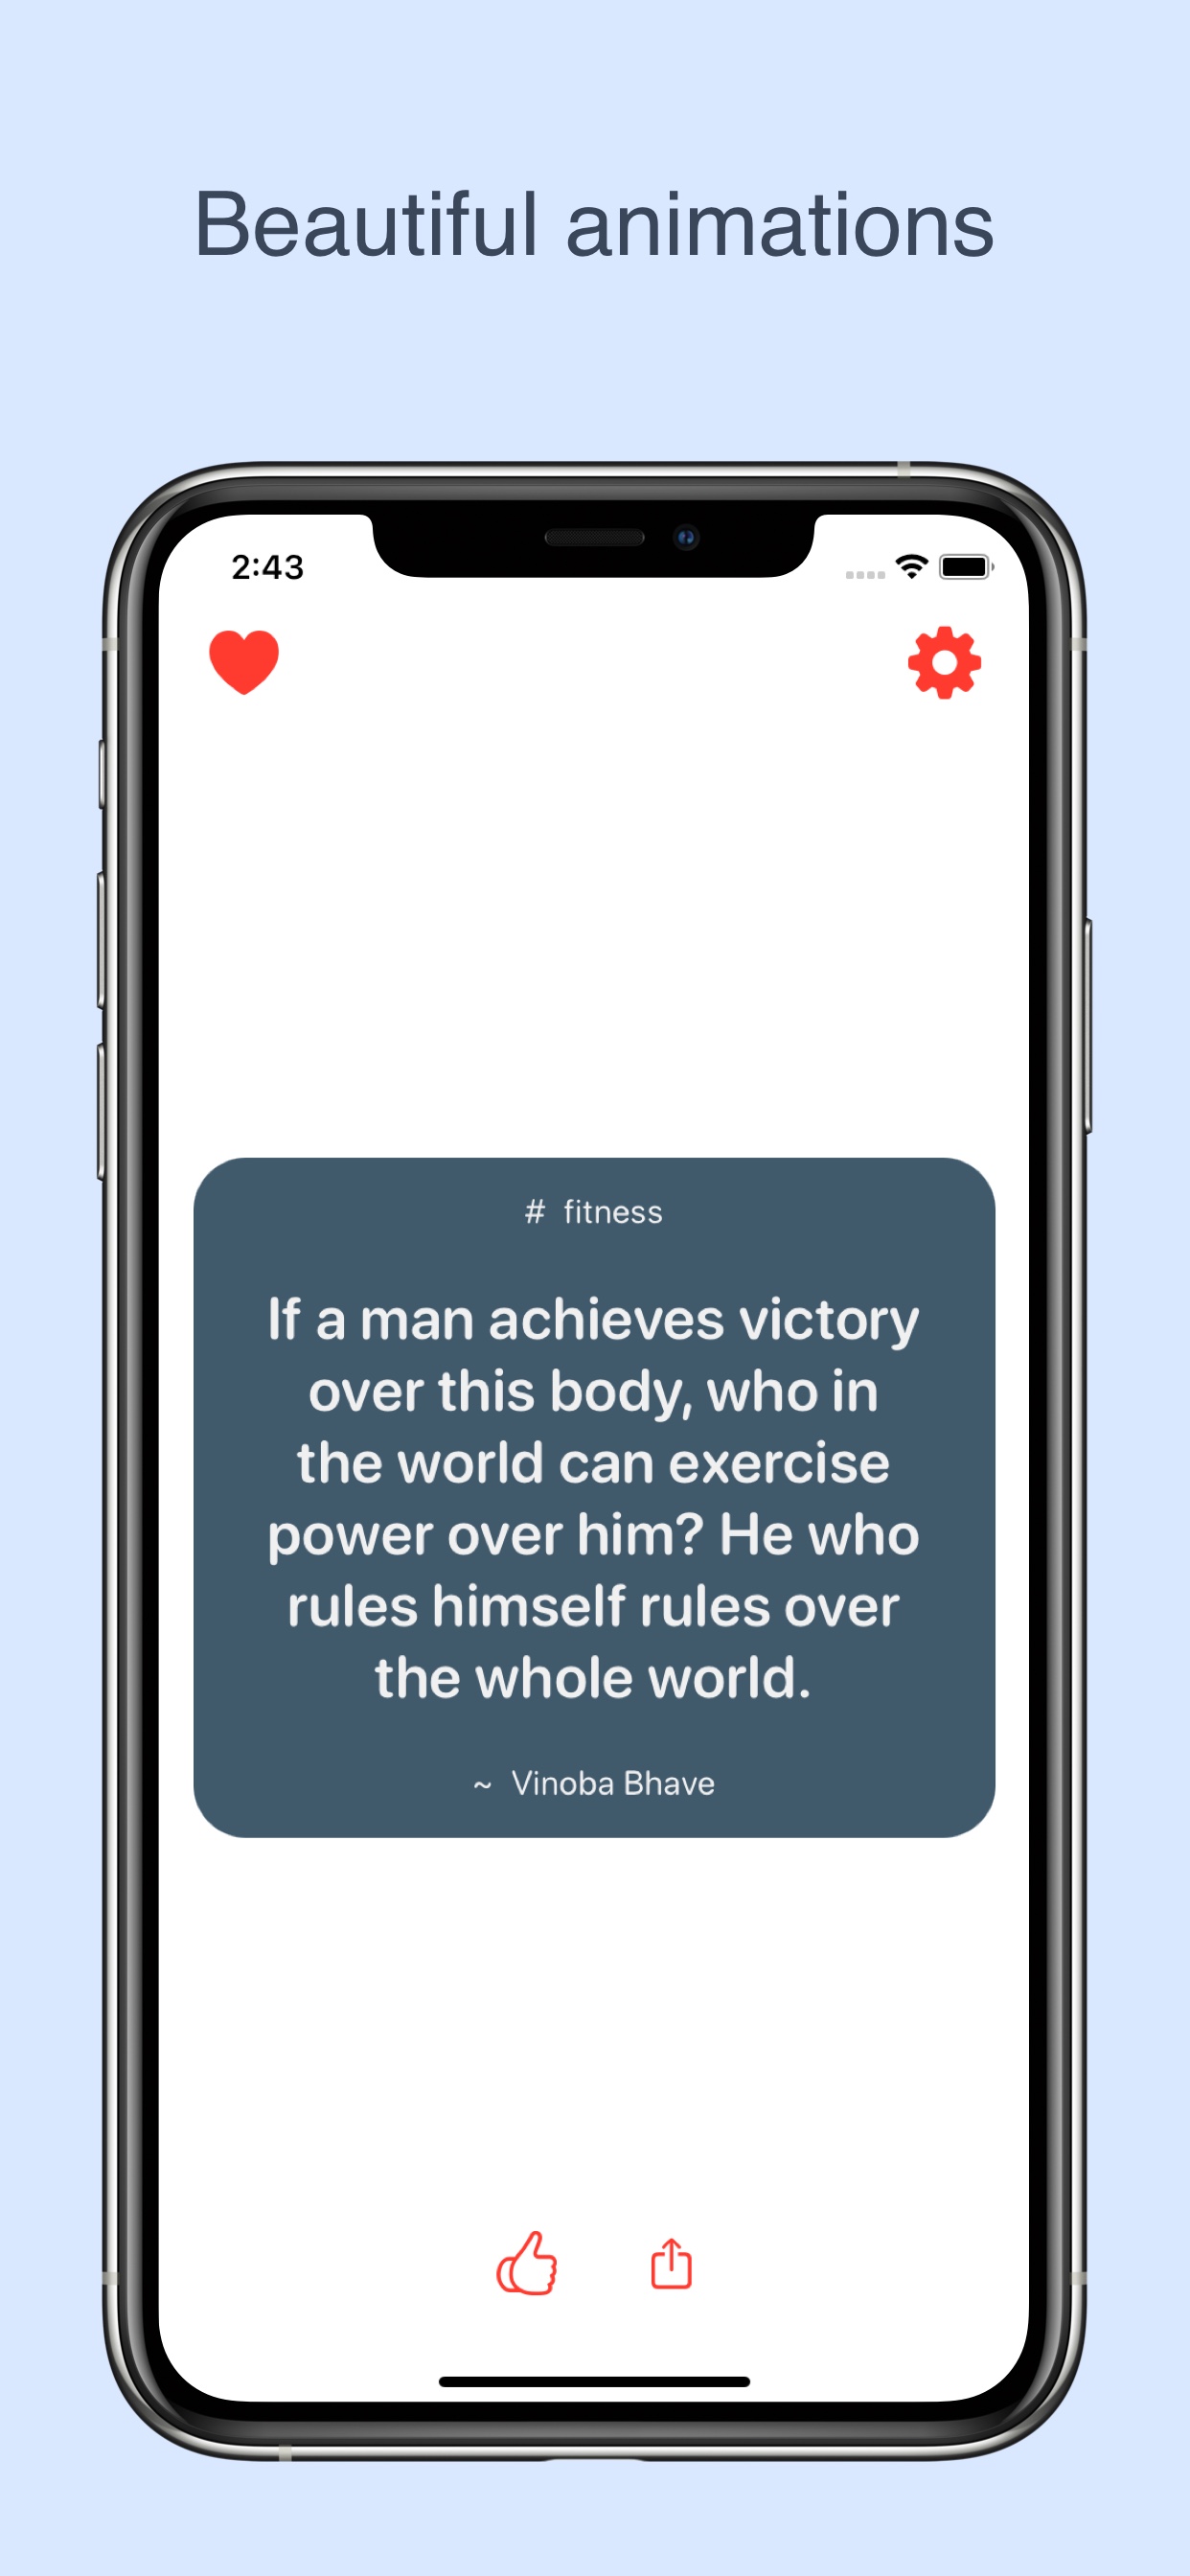 Beautiful animations
2:43
# fitness
If a man achieves victory
over this body, who in
the world can exercise
power over him? He who
rules himself rules over
the whole world.
~ Vinoba Bhave